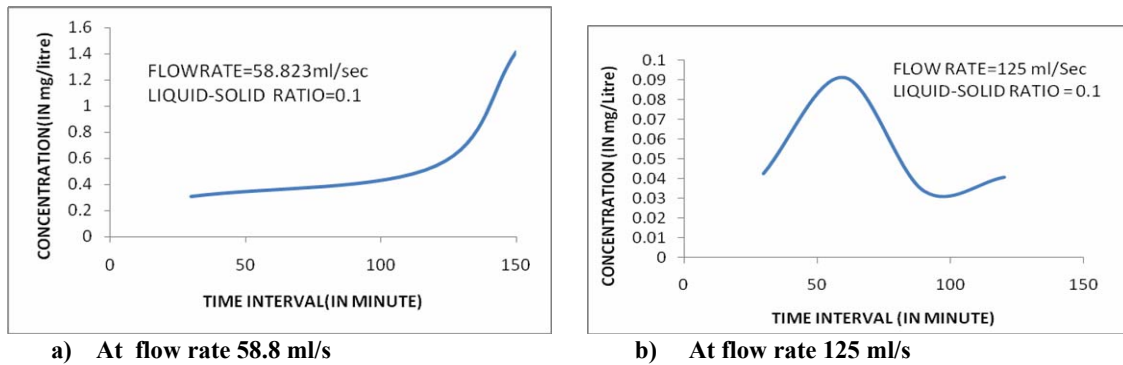 CONCENTRATION(IN mg/litre)
1.6
1.4
1.2
1
0.8
0.6
0.4
0.2
0
FLOWRATE=58.823ml/sec
LIQUID-SOLID RATIO=0.1
0 50 100 150
TIME INTERVAL(IN MINUTE)
a) At flow rate 58.8 ml/s
CONCENTRATION (IN mg/Litre)
0.1
0.09
0.08
0.07
0.06
0.05
0.04
0.03
0.02
0.01
0
FLOW RATE=125 ml/Sec
LIQUID-SOLID RATIO = 0.1
0 50 100 150
TIME INTERVAL (IN MINUTE)
b) At flow rate 125 ml/s